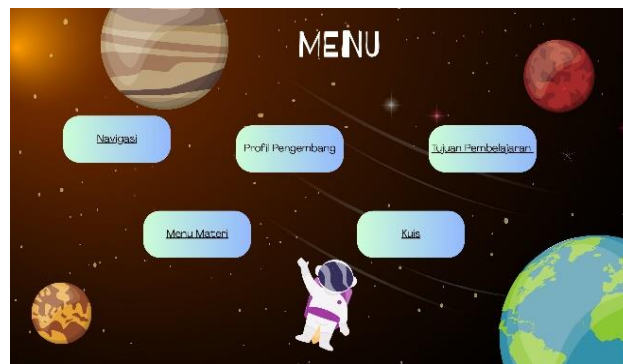 MENU
Navigasi
Profil Pengembang
Tujuan Pembelajaran
Menu Materi
Kuis